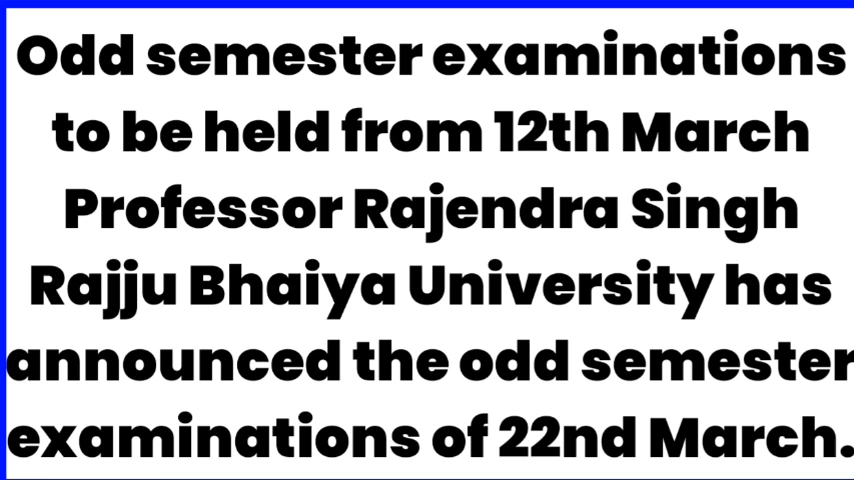 Odd semester examinations
to be held from 12th March
Professor Rajendra Singh
Rajju Bhaiya University has
announced the odd semester
examinations of 22nd March.